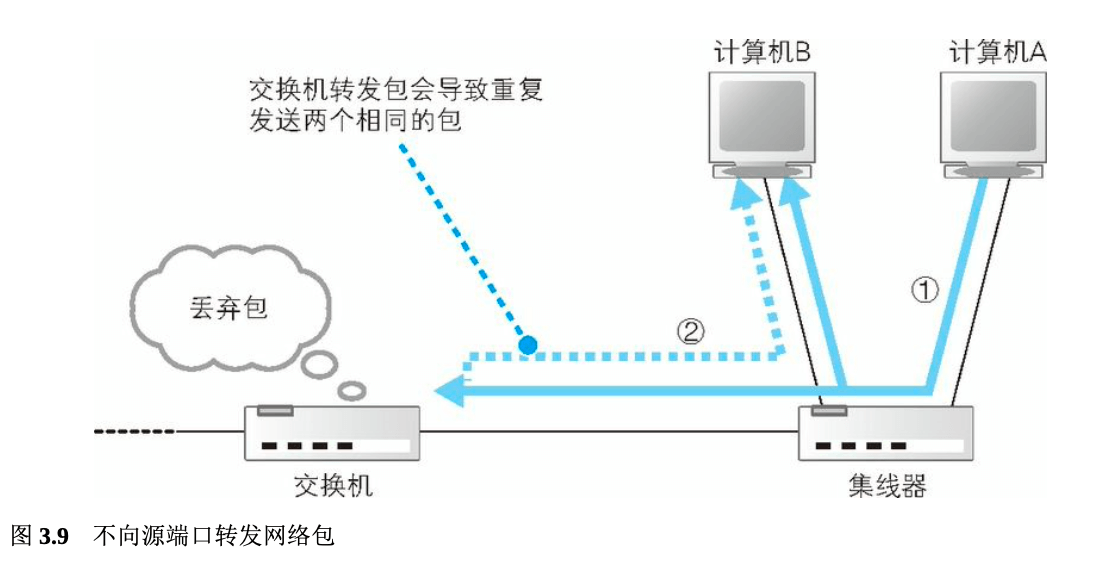 计算机B
计算机A
交换机转发包会导致重复
发送两个相同的包
丢弃包
①
②
交换机
集线器
图 3.9 不向源端口转发网络包